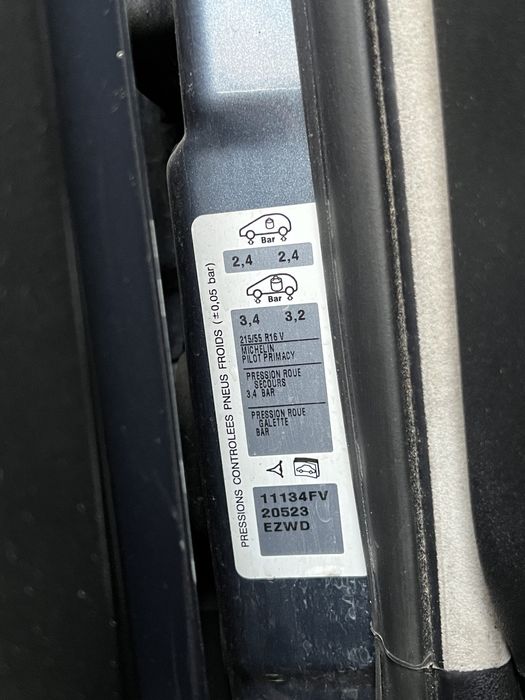 PRESSIONS CONTROLEES PNEUS FROIDS (±0,05 bar)
Bar
2,4 2,4
Bar
3,4 3,2
215/55 R16 V
MICHELIN
PILOT PRIMACY
PRESSION ROUE
SECOURS
3,4 BAR
PRESSION ROUE
GALETTE
BAR
11134FV
20523
EZWD